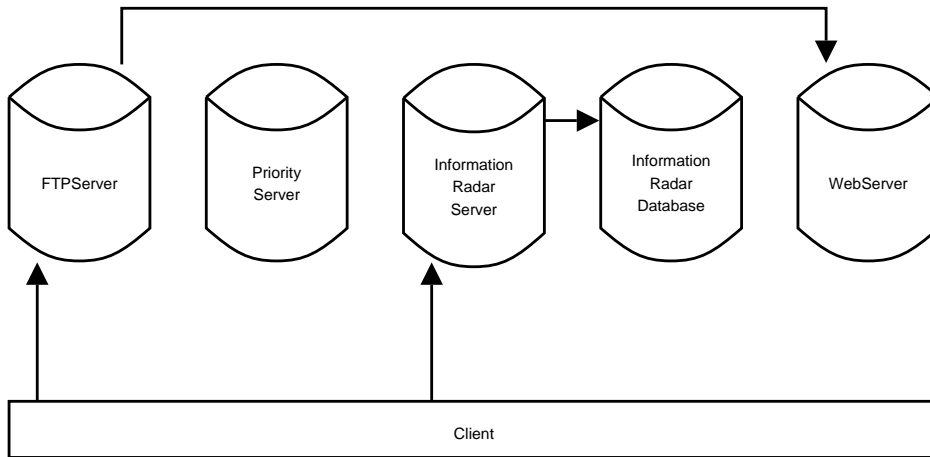 FTPServer
Priority
Server
Information
Radar
Server
Information
Radar
Database
WebServer
Client